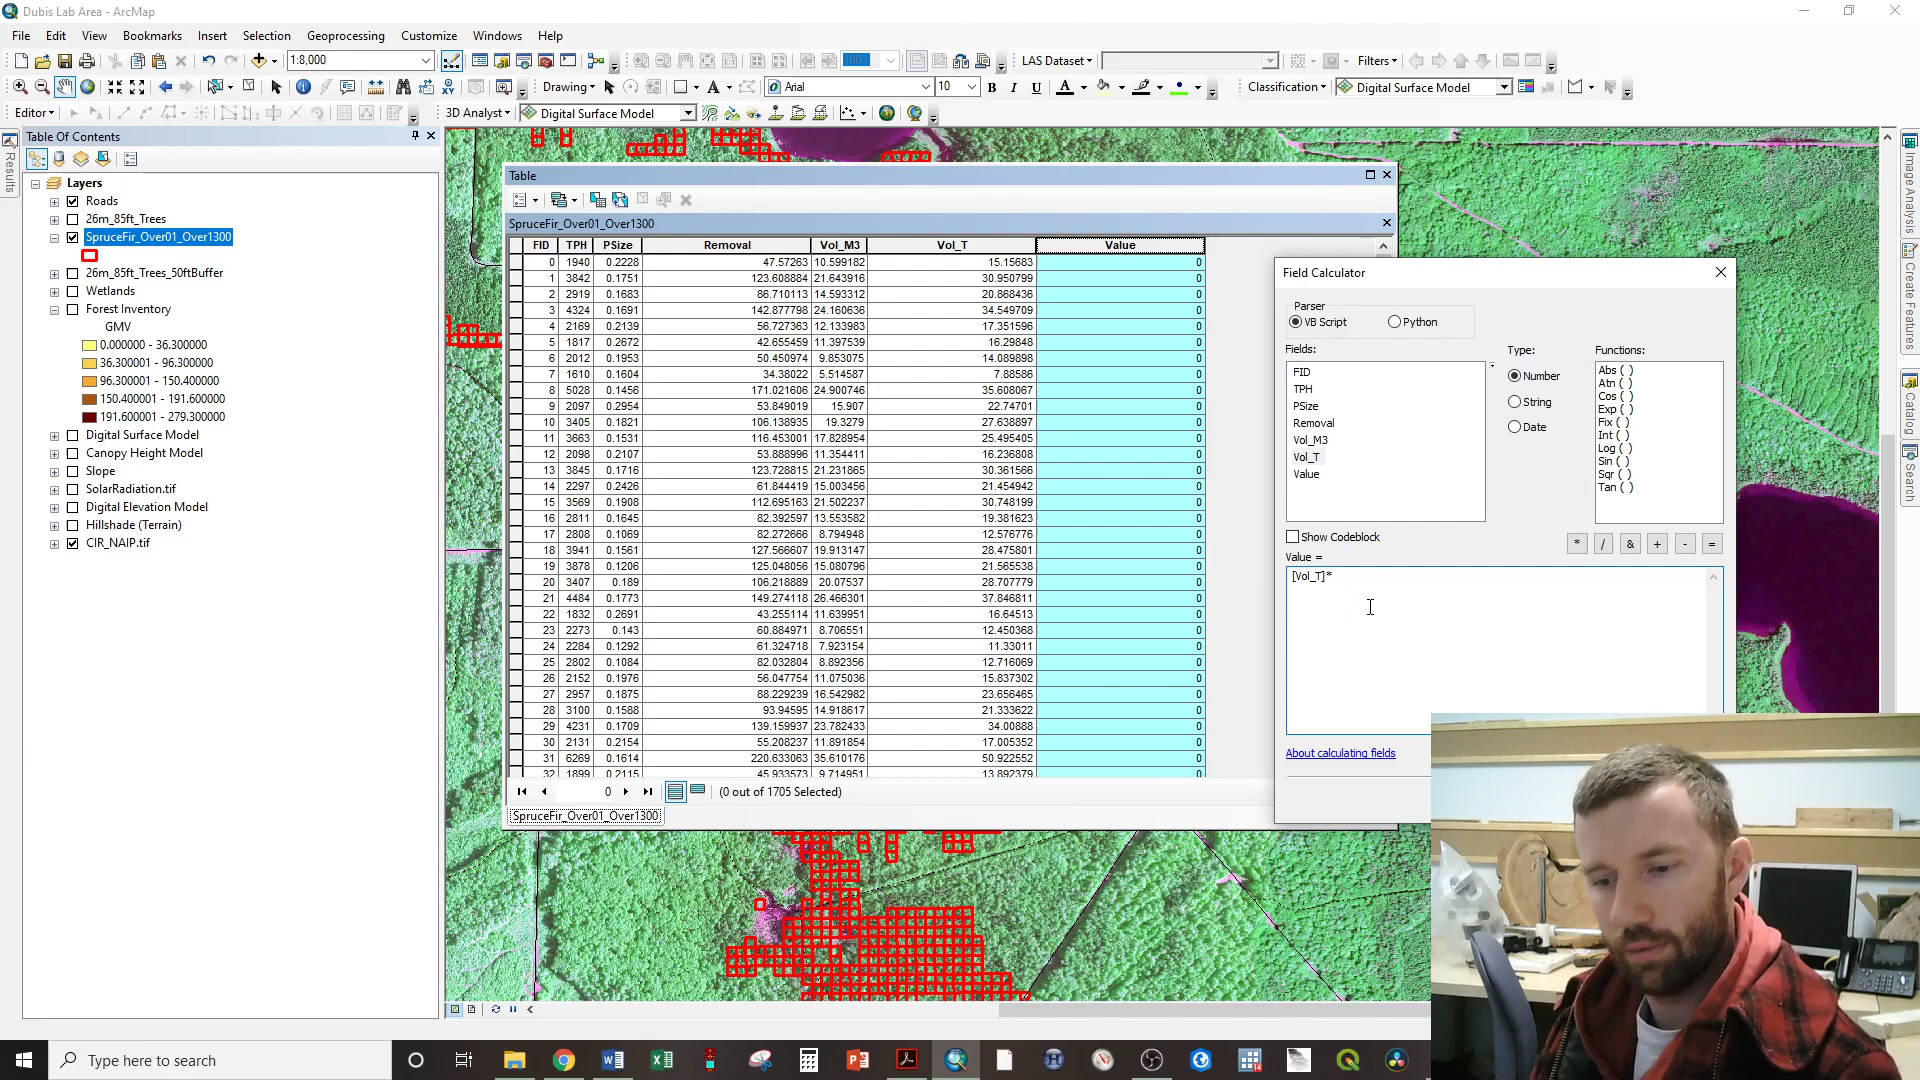 Dubis Lab Area - ArcMap
File Edit View Bookmarks Insert Selection Geoprocessing Customize Windows Help
1:8,000 100% LAS Dataset Filters
Drawing Arial 10 B I U A Classification Digital Surface Model
Editor 3D Analyst Digital Surface Model
Table Of Contents
Results
Layers
Roads
26m_85ft_Trees
SpruceFir_Over01_Over1300
26m_85ft_Trees_50ftBuffer
Wetlands
Forest Inventory
GMV
0.000000 - 36.300000
36.300001 - 96.300000
96.300001 - 150.400000
150.400001 - 191.600000
191.600001 - 279.300000
Digital Surface Model
Canopy Height Model
Slope
SolarRadiation.tif
Digital Elevation Model
Hillshade (Terrain)
CIR_NAIP.tif
Table
SpruceFir_Over01_Over1300
FID TPH PSize Removal Vol_M3 Vol_T Value
0 1940 0.2228 47.57263 10.599182 15.15683 0
1 3842 0.1751 123.608884 21.643916 30.950799 0
2 2919 0.1683 86.710113 14.593312 20.868436 0
3 4324 0.1691 142.877798 24.160636 34.549709 0
4 2169 0.2139 56.727363 12.133983 17.351596 0
5 1817 0.2672 42.655459 11.397539 16.29848 0
6 2012 0.1953 50.450974 9.853075 14.089898 0
7 1610 0.1604 34.38022 5.514587 7.88586 0
8 5028 0.1456 171.021606 24.900746 35.608067 0
9 2097 0.2954 53.849019 15.907 22.74701 0
10 3405 0.1821 106.138935 19.3279 27.638897 0
11 3663 0.1531 116.453001 17.828954 25.495405 0
12 2098 0.2107 53.888996 11.354411 16.236808 0
13 3845 0.1716 123.728815 21.231865 30.361566 0
14 2297 0.2426 61.844419 15.003456 21.454942 0
15 3569 0.1908 112.695163 21.502237 30.748199 0
16 2811 0.1645 82.392597 13.553582 19.381623 0
17 2808 0.1069 82.272666 8.794948 12.576776 0
18 3941 0.1561 127.566607 19.913147 28.475801 0
19 3878 0.1206 125.048056 15.080796 21.565538 0
20 3407 0.189 106.218889 20.07537 28.707779 0
21 4484 0.1773 149.274118 26.466301 37.846811 0
22 1832 0.2691 43.255114 11.639951 16.64513 0
23 2273 0.143 60.884971 8.706551 12.450368 0
24 2284 0.1292 61.324718 7.923154 11.33011 0
25 2802 0.1084 82.032804 8.892356 12.716069 0
26 2152 0.1976 56.047754 11.075036 15.837302 0
27 2957 0.1875 88.229239 16.542982 23.656465 0
28 3100 0.1588 93.94595 14.918617 21.333622 0
29 4231 0.1709 139.159937 23.782433 34.00888 0
30 2131 0.2154 55.208237 11.891854 17.005352 0
31 6269 0.1614 220.633063 35.610176 50.922552 0
32 1899 0.2115 45.933573 9.714951 13.892379 0
0 (0 out of 1705 Selected)
SpruceFir_Over01_Over1300
Field Calculator
Parser
VB Script Python
Fields: Type: Functions:
FID
TPH
PSize
Removal
Vol_M3
Vol_T
Value
Number
String
Date
Abs ( )
Atn ( )
Cos ( )
Exp ( )
Fix ( )
Int ( )
Log ( )
Sin ( )
Sqr ( )
Tan ( )
Show Codeblock * / & + - =
Value =
[Vol_T]*
About calculating fields
Image Analysis
Create Features
Catalog
Search
Type here to search